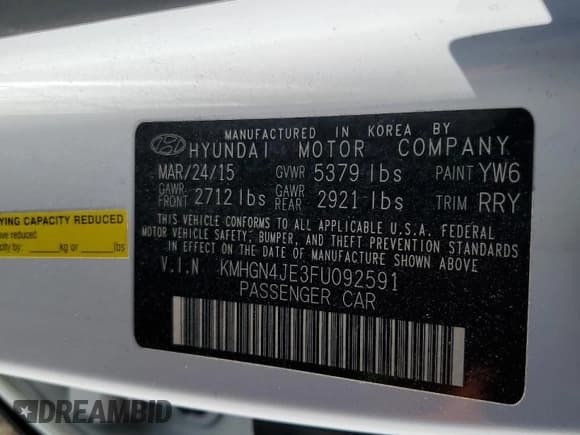 MANUFACTURED IN KOREA BY
HYUNDAI MOTOR COMPANY
MAR/24/15 GVWR 5379 lbs PAINT YW6
GAWR FRONT 2712 lbs GAWR REAR 2921 lbs TRIM RRY
THIS VEHICLE CONFORMS TO ALL APPLICABLE U.S.A. FEDERAL
MOTOR VEHICLE SAFETY, BUMPER, AND THEFT PREVENTION STANDARDS
IN EFFECT ON THE DATE OF MANUFACTURE SHOWN ABOVE
V.I.N KMHGN4JE3FU092591
PASSENGER CAR
YING CAPACITY REDUCED
reduced
by: kg or lbs
DREAMBID